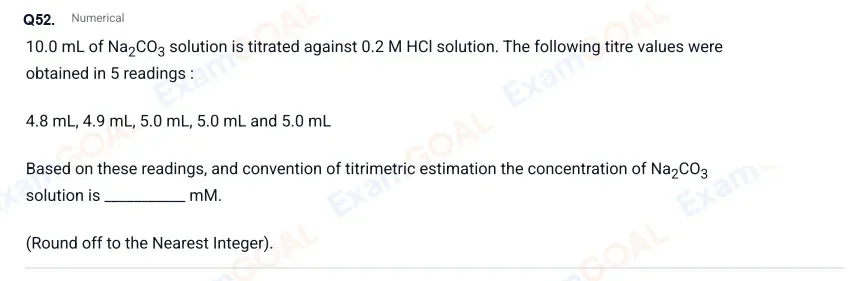 Q52. Numerical
10.0 mL of Na₂CO₃ solution is titrated against 0.2 M HCl solution. The following titre values were
obtained in 5 readings :
4.8 mL, 4.9 mL, 5.0 mL, 5.0 mL and 5.0 mL
Based on these readings, and convention of titrimetric estimation the concentration of Na₂CO₃
solution is __________ mM.
(Round off to the Nearest Integer).
ExamGOAL